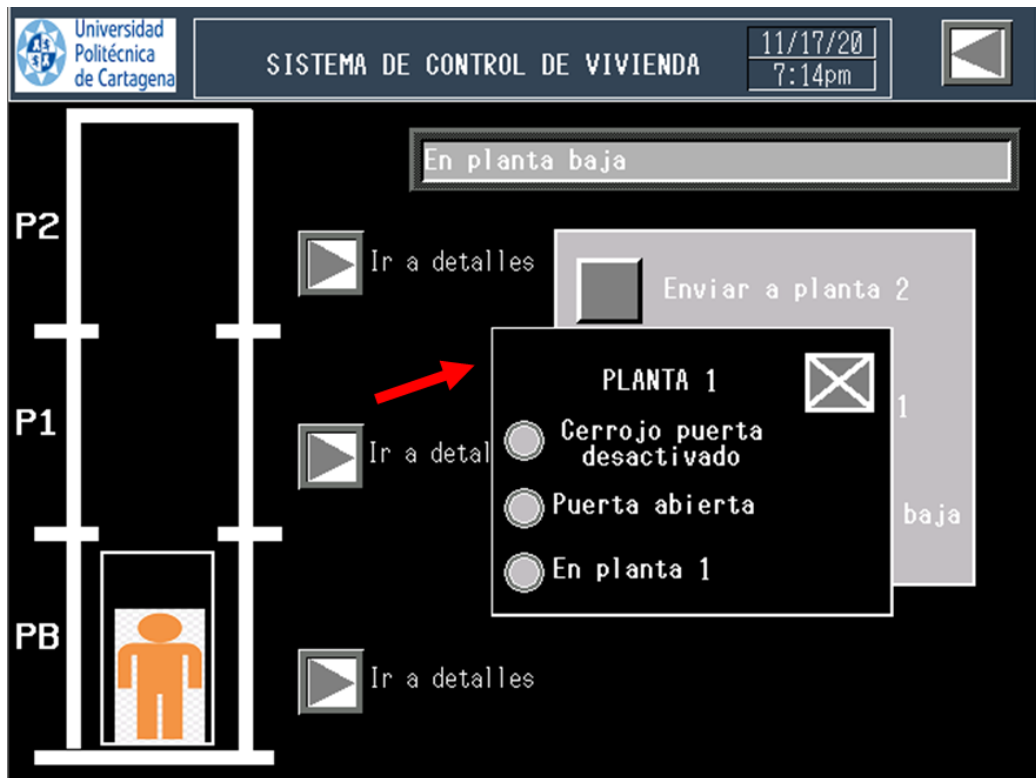 Universidad
Politécnica
de Cartagena
SISTEMA DE CONTROL DE VIVIENDA
11/17/20
7:14pm
En planta baja
P2
Ir a detalles
Enviar a planta 2
PLANTA 1
1
P1
Ir a detal
Cerrojo puerta
desactivado
Puerta abierta
baja
En planta 1
PB
Ir a detalles